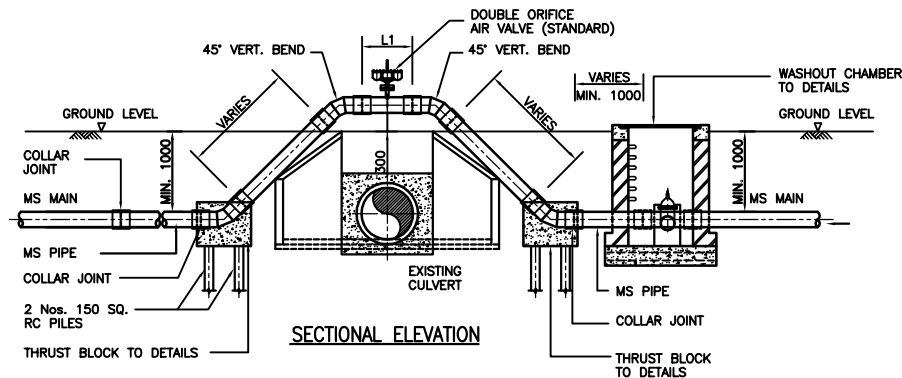 DOUBLE ORIFICE
AIR VALVE (STANDARD)
L1
45° VERT. BEND
45° VERT. BEND
VARIES
MIN. 1000
WASHOUT CHAMBER
TO DETAILS
GROUND LEVEL
VARIES
VARIES
GROUND LEVEL
COLLAR
JOINT
MIN. 1000
300
MIN. 1000
MS MAIN
MS MAIN
MS PIPE
COLLAR JOINT
EXISTING
CULVERT
MS PIPE
2 Nos. 150 SQ.
RC PILES
COLLAR JOINT
SECTIONAL ELEVATION
THRUST BLOCK TO DETAILS
THRUST BLOCK
TO DETAILS